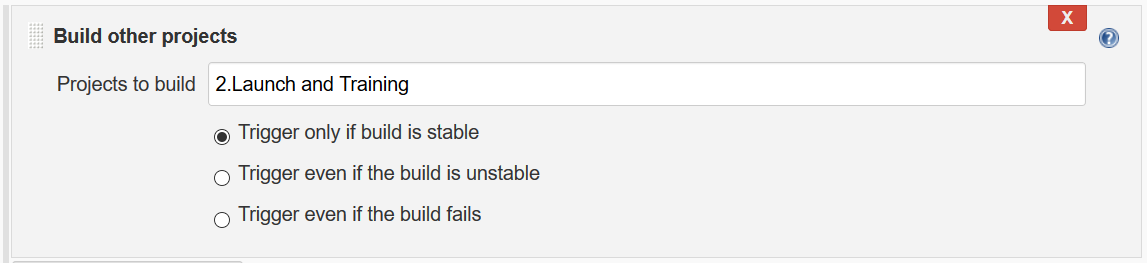 X
Build other projects
?
Projects to build 2.Launch and Training
Trigger only if build is stable
Trigger even if the build is unstable
Trigger even if the build fails